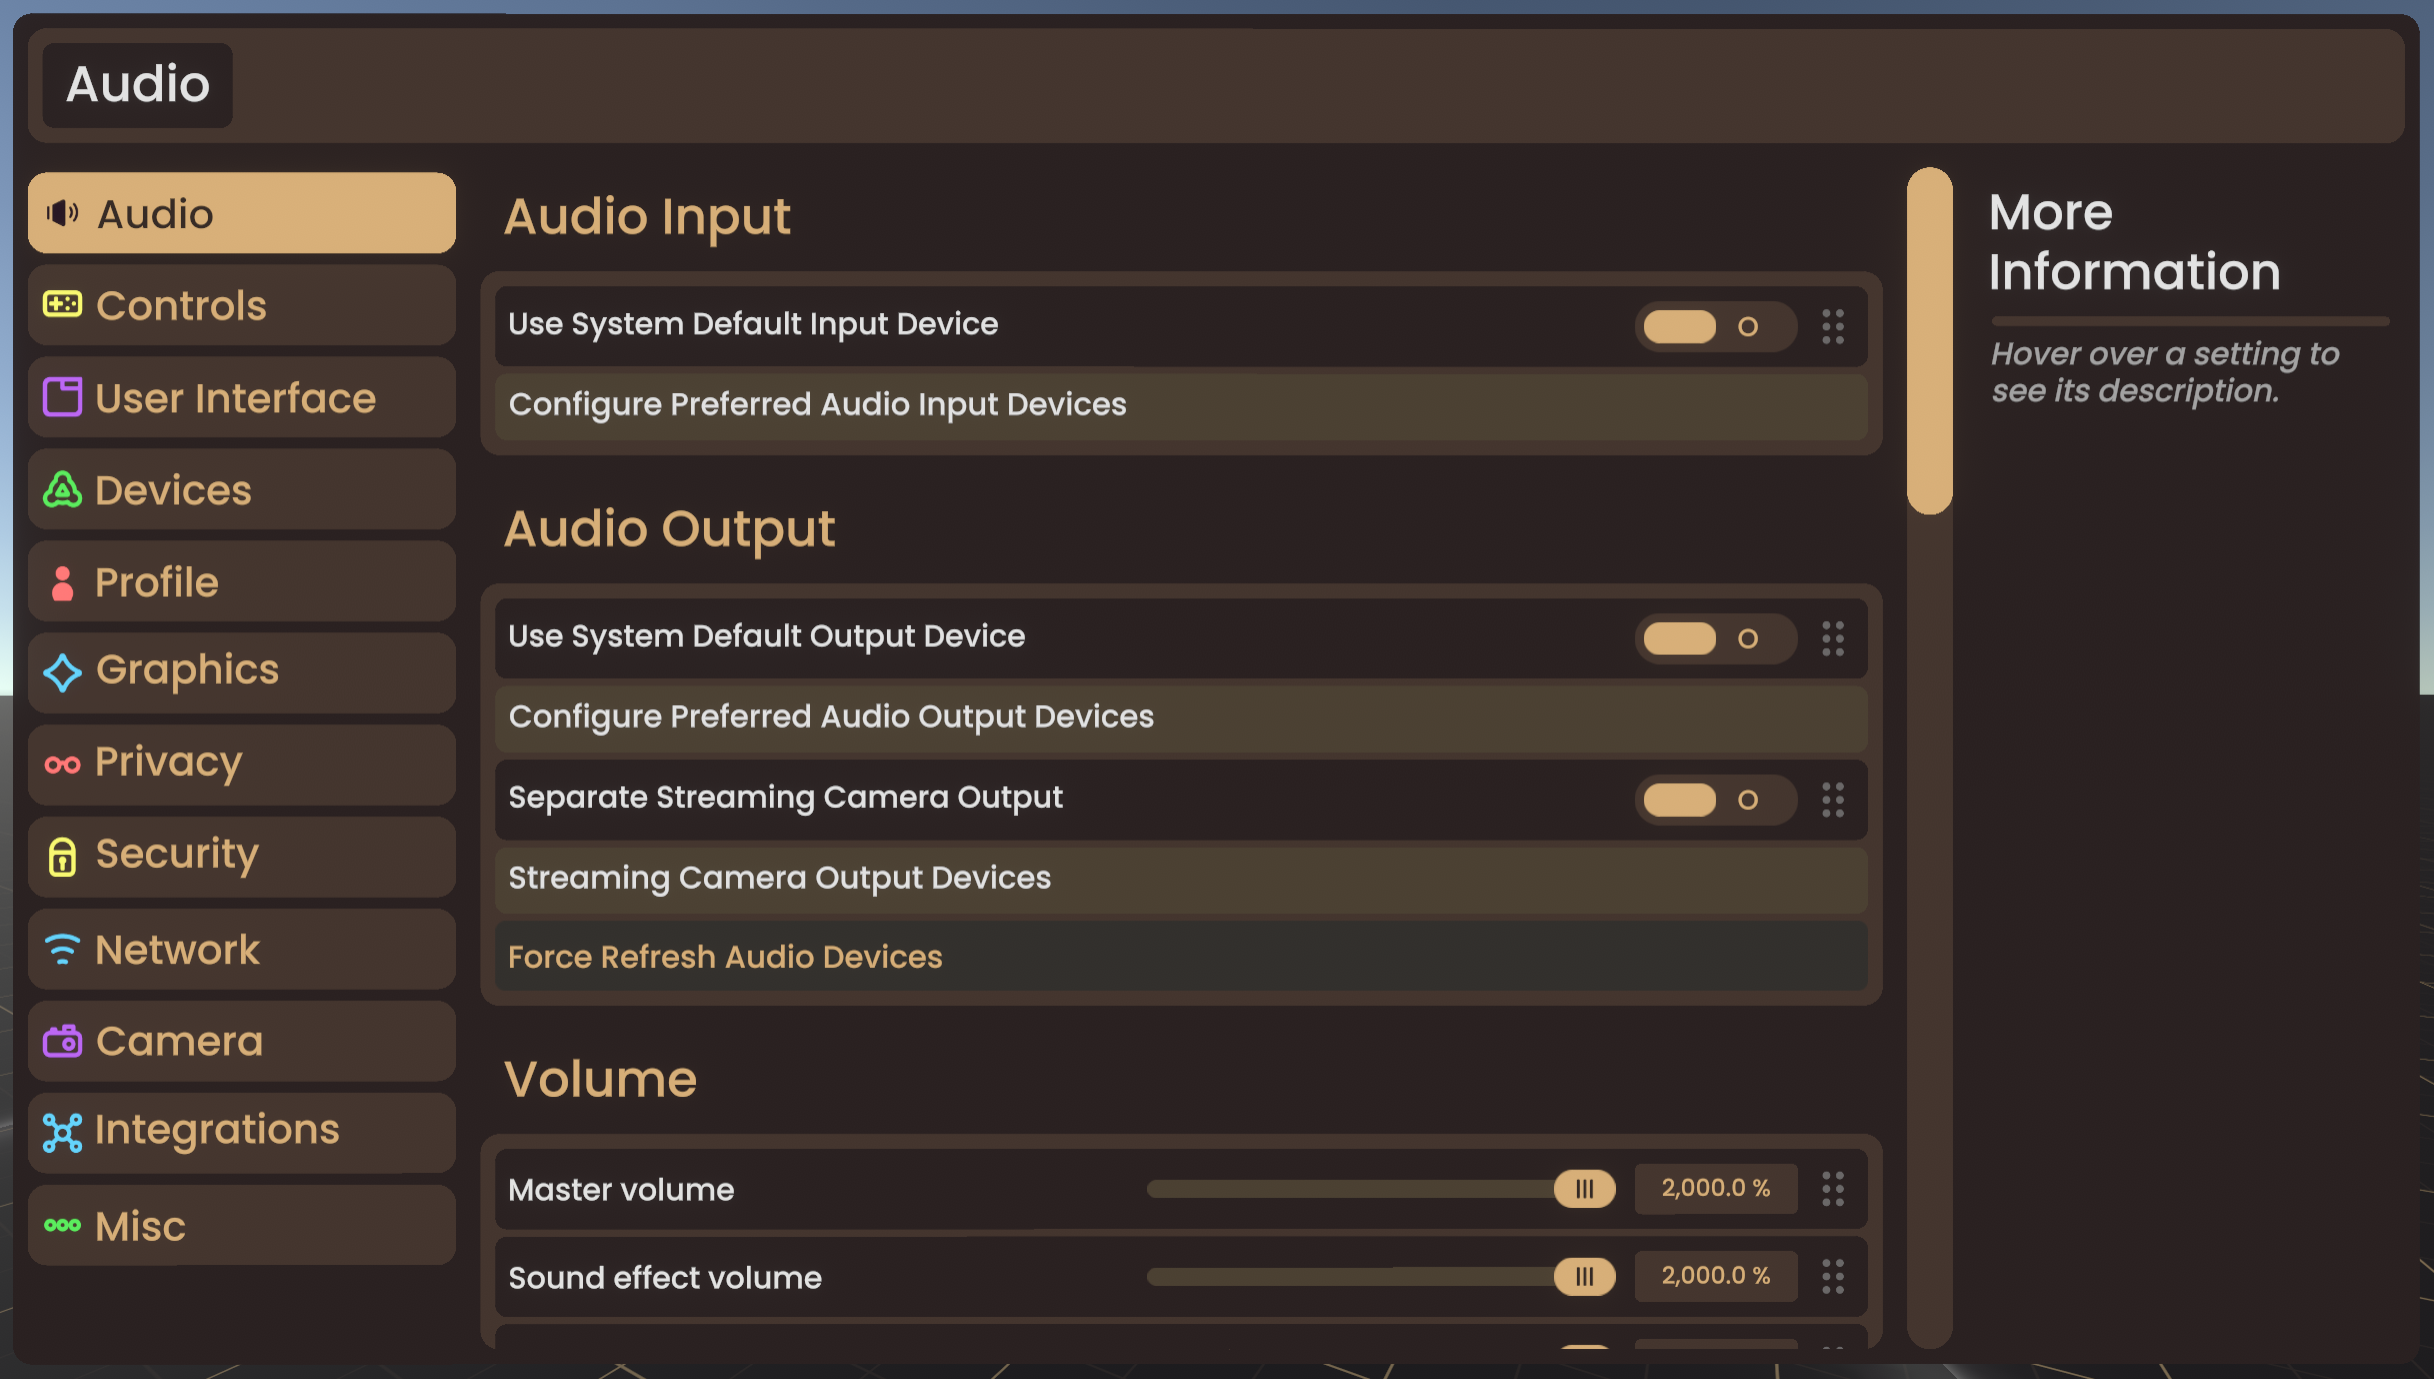 Audio
Audio
Controls
User Interface
Devices
Profile
Graphics
Privacy
Security
Network
Camera
Integrations
Misc
Audio Input
Use System Default Input Device
Configure Preferred Audio Input Devices
Audio Output
Use System Default Output Device
Configure Preferred Audio Output Devices
Separate Streaming Camera Output
Streaming Camera Output Devices
Force Refresh Audio Devices
Volume
Master volume 2,000.0 %
Sound effect volume 2,000.0 %
More
Information
Hover over a setting to
see its description.